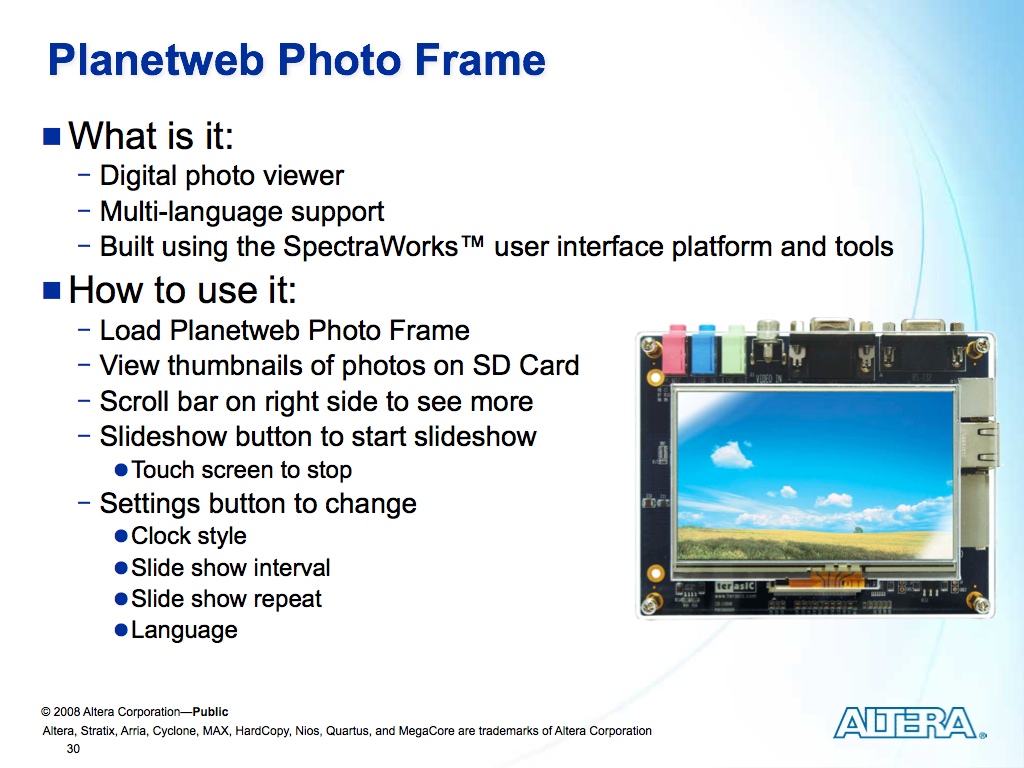 Planetweb Photo Frame
■ What is it:
– Digital photo viewer
– Multi-language support
– Built using the SpectraWorks™ user interface platform and tools
■ How to use it:
– Load Planetweb Photo Frame
– View thumbnails of photos on SD Card
– Scroll bar on right side to see more
– Slideshow button to start slideshow
● Touch screen to stop
– Settings button to change
● Clock style
● Slide show interval
● Slide show repeat
● Language
VIDEO IN
terasIC
© 2008 Altera Corporation—Public
Altera, Stratix, Arria, Cyclone, MAX, HardCopy, Nios, Quartus, and MegaCore are trademarks of Altera Corporation
30
ALTERA®